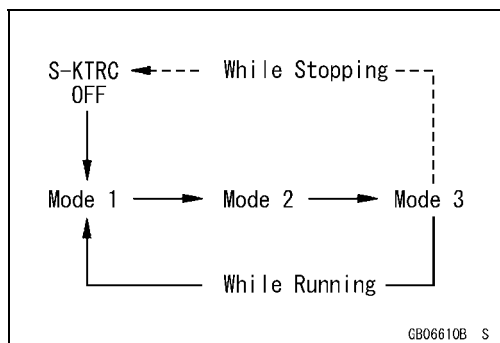 S-KTRC
OFF
While Stopping
Mode 1
Mode 2
Mode 3
While Running
GB06610B S